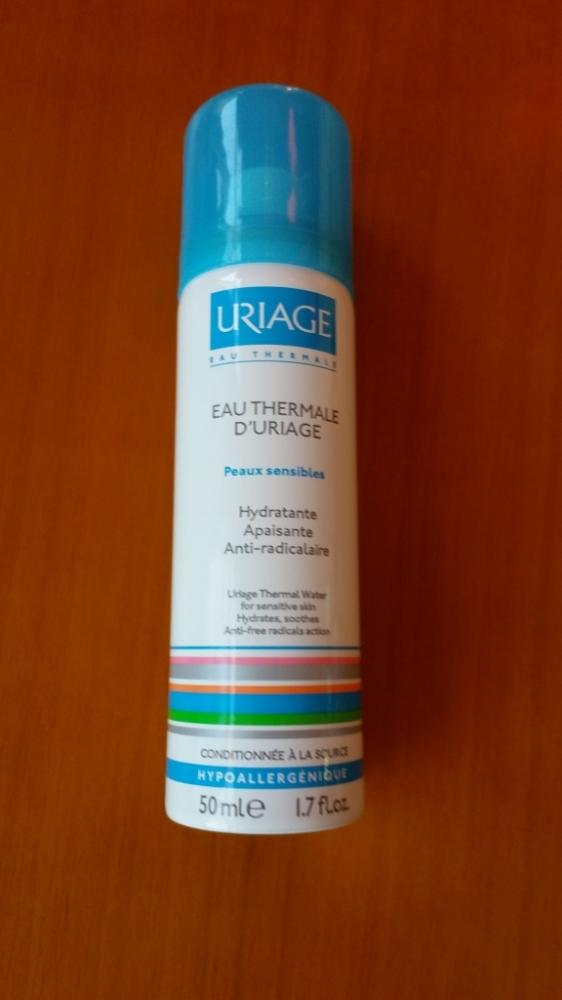 URIAGE
EAU THERMALE
EAU THERMALE
D'URIAGE
Peaux sensibles
Hydratante
Apaisante
Anti-radicalaire
Uriage Thermal Water
for sensitive skin
Hydrates, soothes
Anti-free radicals action
CONDITIONNÉE À LA SOURCE
HYPOALLERGÉNIQUE
50 ml e 1.7 fl.oz.